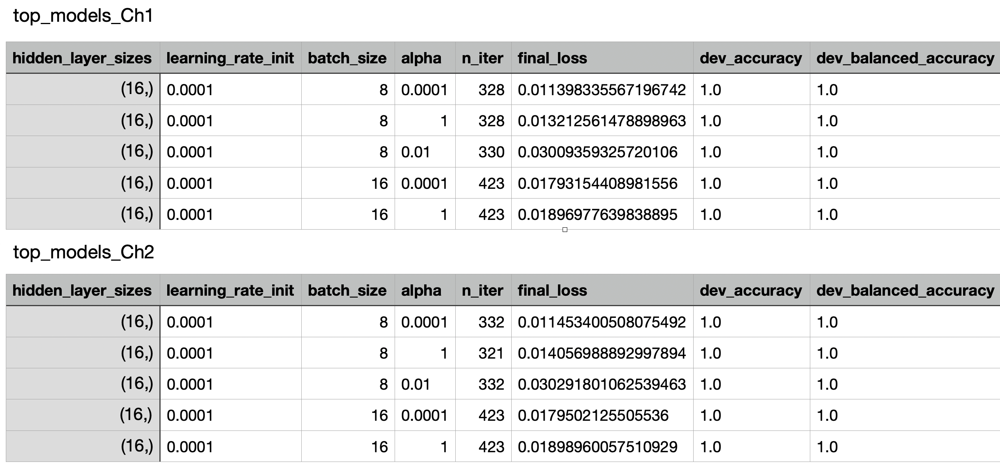 top_models_Ch1
hidden_layer_sizes learning_rate_init batch_size alpha n_iter final_loss dev_accuracy dev_balanced_accuracy
(16,) 0.0001 8 0.0001 328 0.011398335567196742 1.0 1.0
(16,) 0.0001 8 1 328 0.013212561478898963 1.0 1.0
(16,) 0.0001 8 0.01 330 0.03009359325720106 1.0 1.0
(16,) 0.0001 16 0.0001 423 0.01793154408981556 1.0 1.0
(16,) 0.0001 16 1 423 0.01896977639838895 1.0 1.0
top_models_Ch2
hidden_layer_sizes learning_rate_init batch_size alpha n_iter final_loss dev_accuracy dev_balanced_accuracy
(16,) 0.0001 8 0.0001 332 0.011453400508075492 1.0 1.0
(16,) 0.0001 8 1 321 0.014056988892997894 1.0 1.0
(16,) 0.0001 8 0.01 332 0.030291801062539463 1.0 1.0
(16,) 0.0001 16 0.0001 423 0.0179502125505536 1.0 1.0
(16,) 0.0001 16 1 423 0.01898960057510929 1.0 1.0